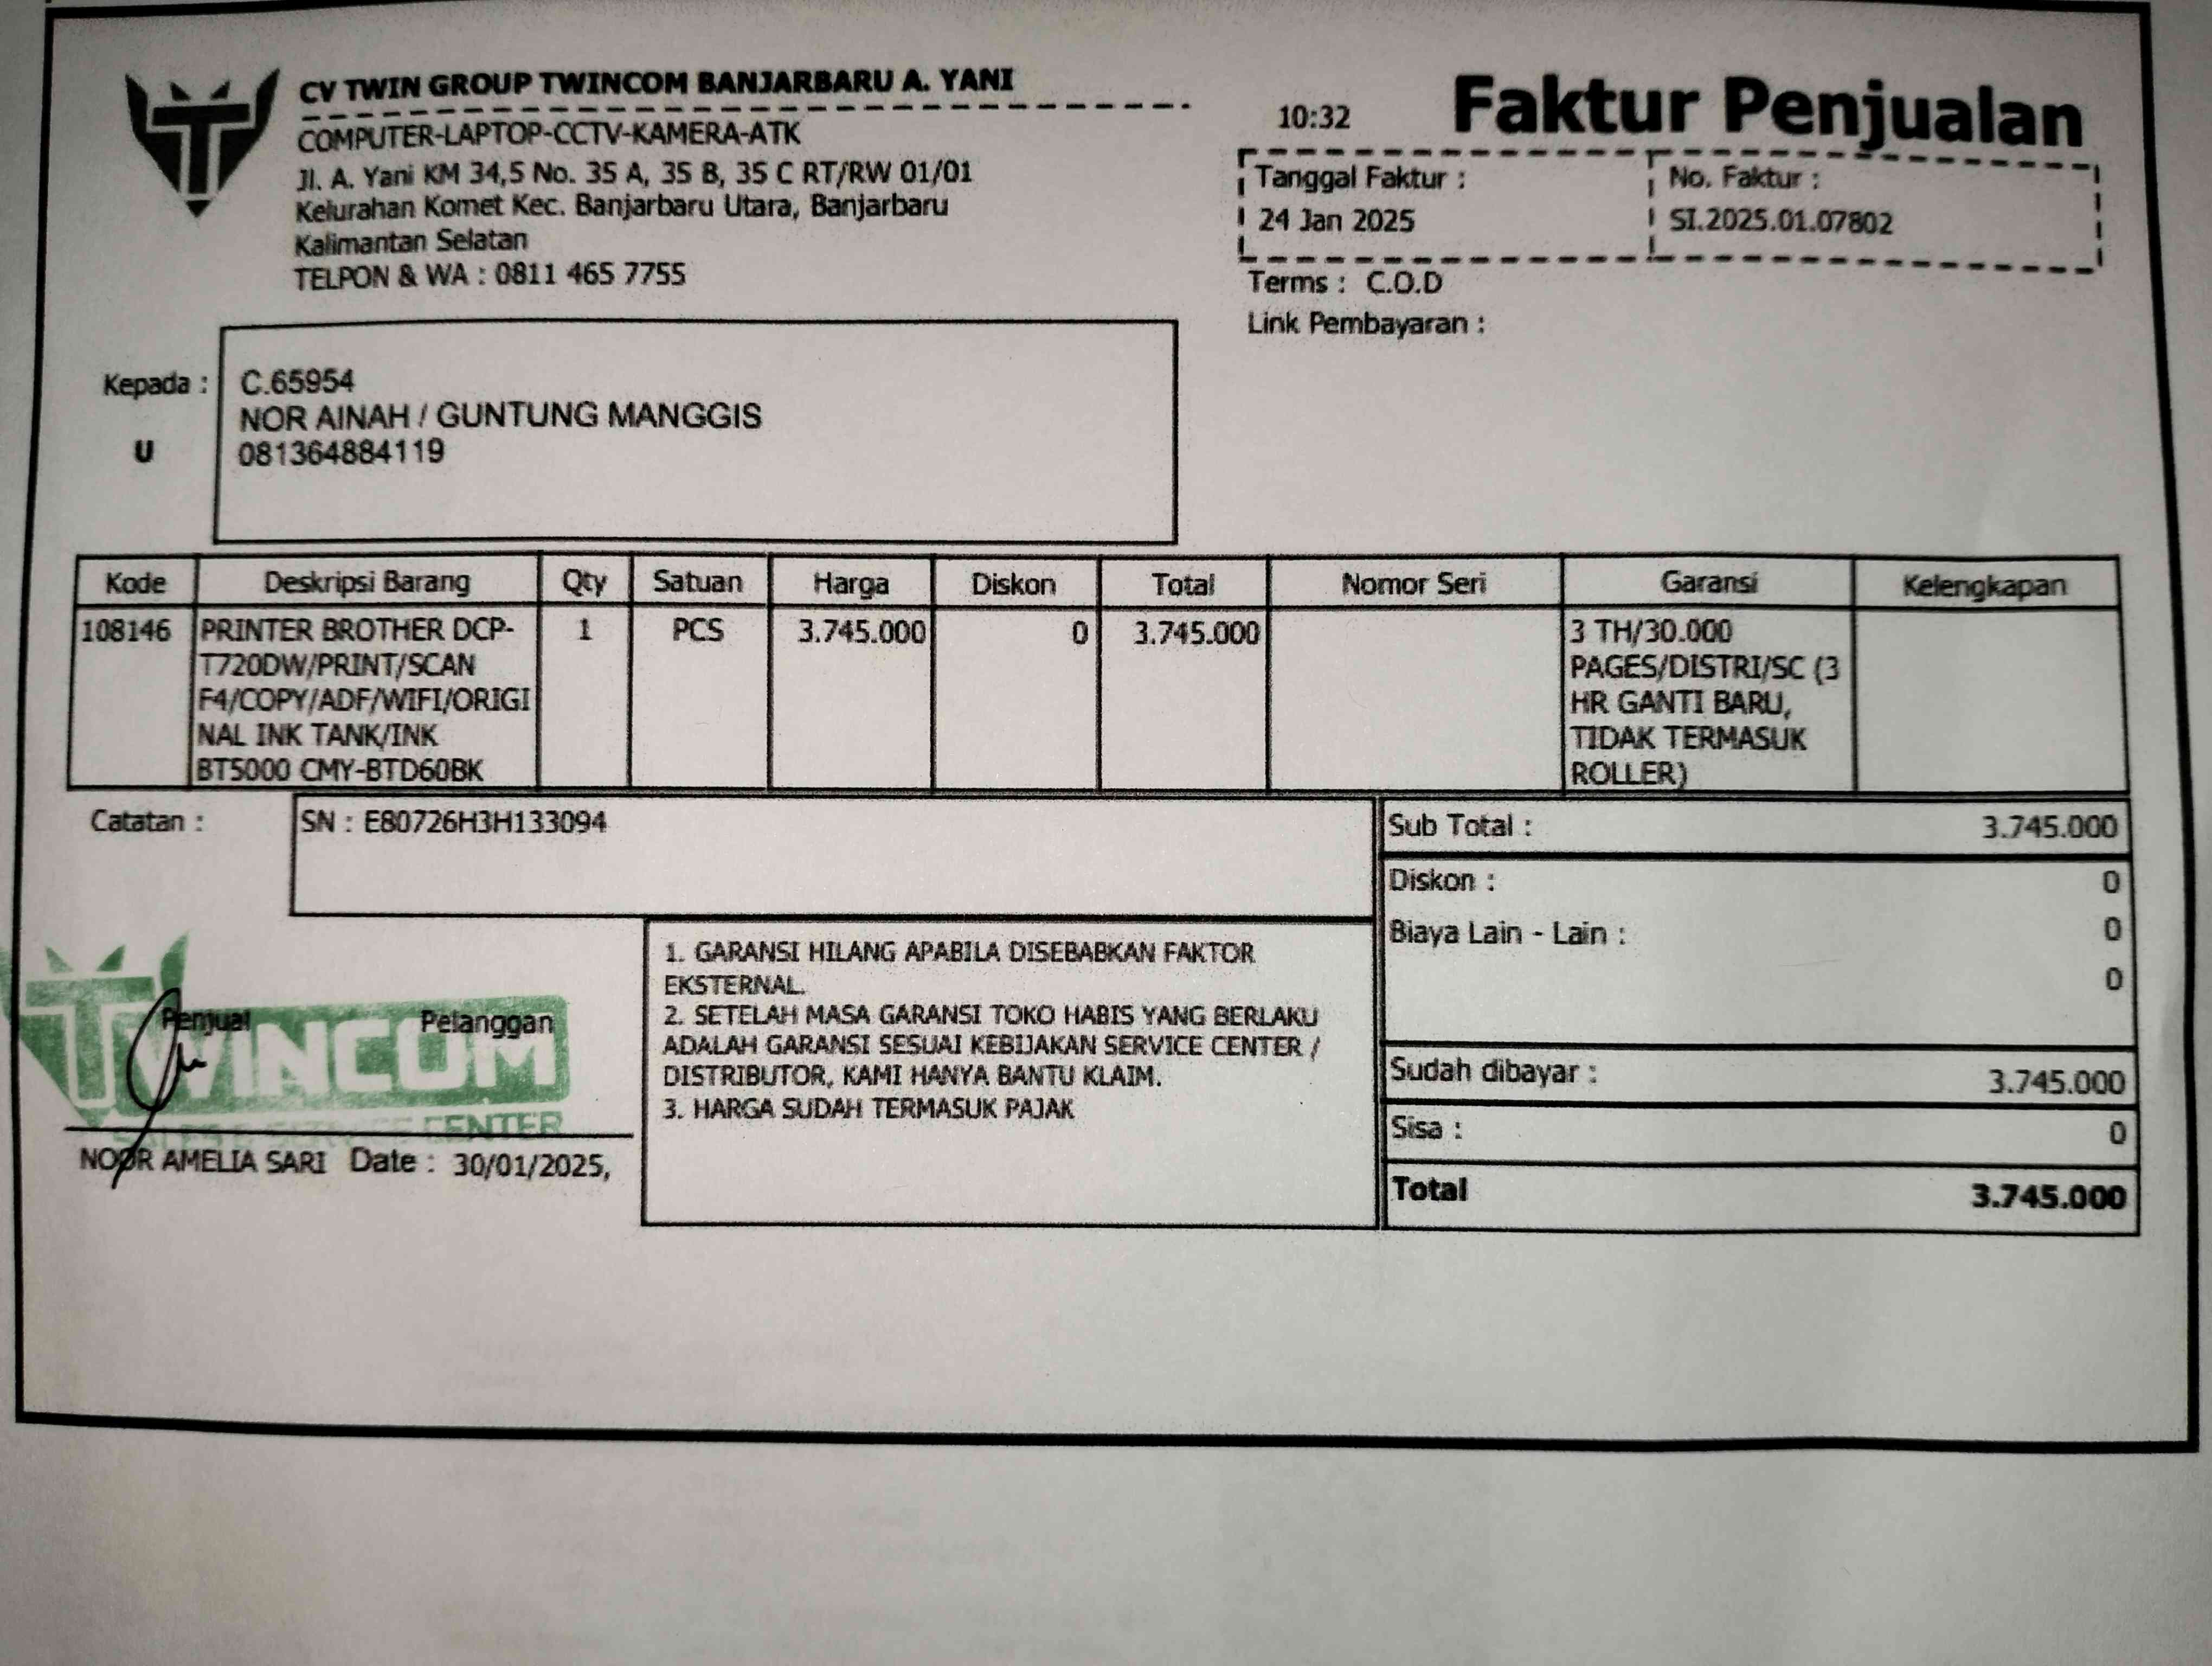 CV TWIN GROUP TWINCOM BANJARBARU A. YANI
COMPUTER-LAPTOP-CCTV-KAMERA-ATK
Jl. A. Yani KM 34,5 No. 35 A, 35 B, 35 C RT/RW 01/01
Kelurahan Komet Kec. Banjarbaru Utara, Banjarbaru
Kalimantan Selatan
TELPON & WA : 0811 465 7755
10:32
Faktur Penjualan
Tanggal Faktur :
24 Jan 2025
No. Faktur :
SI.2025.01.07802
Terms : C.O.D
Link Pembayaran :
Kepada :
U
C.65954
NOR AINAH / GUNTUNG MANGGIS
081364884119
Kode Deskripsi Barang Qty Satuan Harga Diskon Total Nomor Seri Garansi Kelengkapan
108146 PRINTER BROTHER DCP- 1 PCS 3.745.000 0 3.745.000 3 TH/30.000
T720DW/PRINT/SCAN PAGES/DISTRI/SC (3
F4/COPY/ADF/WIFI/ORIGI HR GANTI BARU,
NAL INK TANK/INK TIDAK TERMASUK
BT5000 CMY-BTD60BK ROLLER)
Catatan : SN : E80726H3H133094
Sub Total : 3.745.000
Diskon : 0
Biaya Lain - Lain : 0
0
Sudah dibayar : 3.745.000
Sisa : 0
Total 3.745.000
1. GARANSI HILANG APABILA DISEBABKAN FAKTOR
EKSTERNAL.
2. SETELAH MASA GARANSI TOKO HABIS YANG BERLAKU
ADALAH GARANSI SESUAI KEBIJAKAN SERVICE CENTER /
DISTRIBUTOR, KAMI HANYA BANTU KLAIM.
3. HARGA SUDAH TERMASUK PAJAK
Penjual Pelanggan
TWINCOM
SALES & SERVICE CENTER
NOOR AMELIA SARI Date : 30/01/2025,